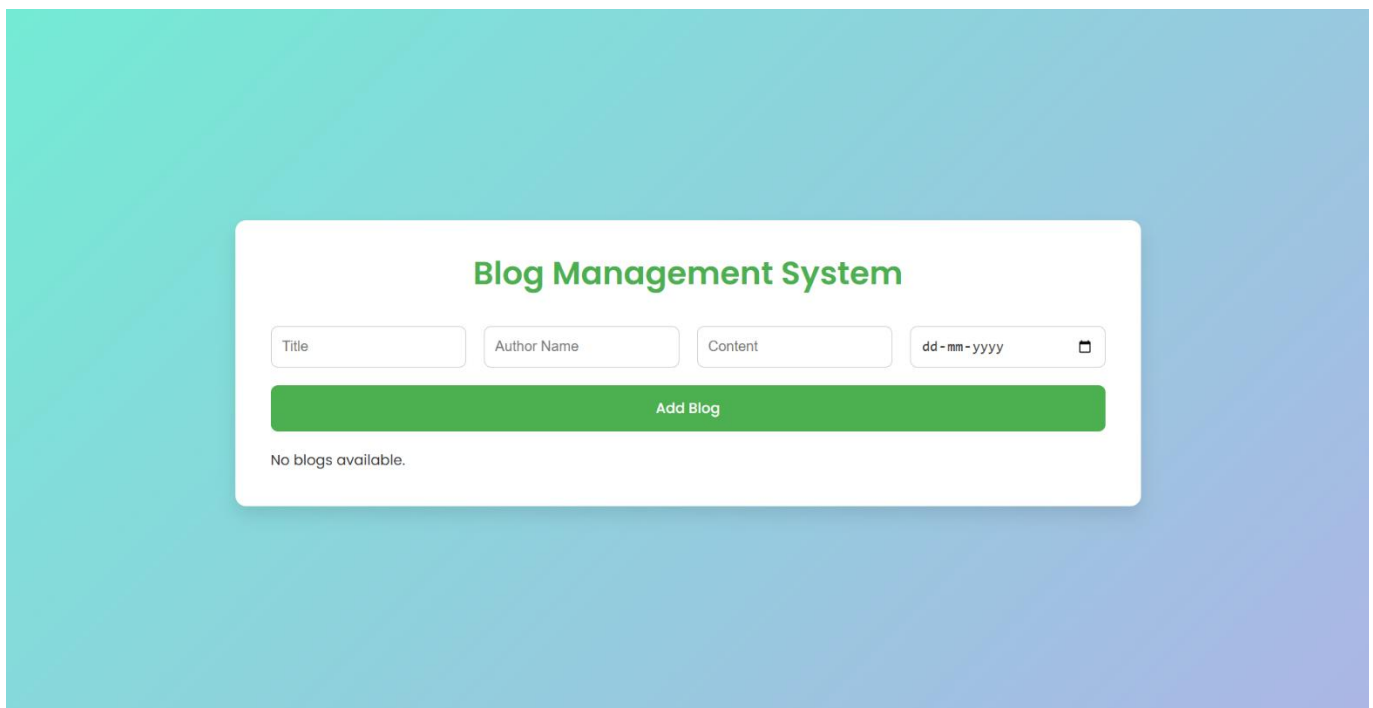 Blog Management System
Title Author Name Content dd-mm-yyyy
Add Blog
No blogs available.